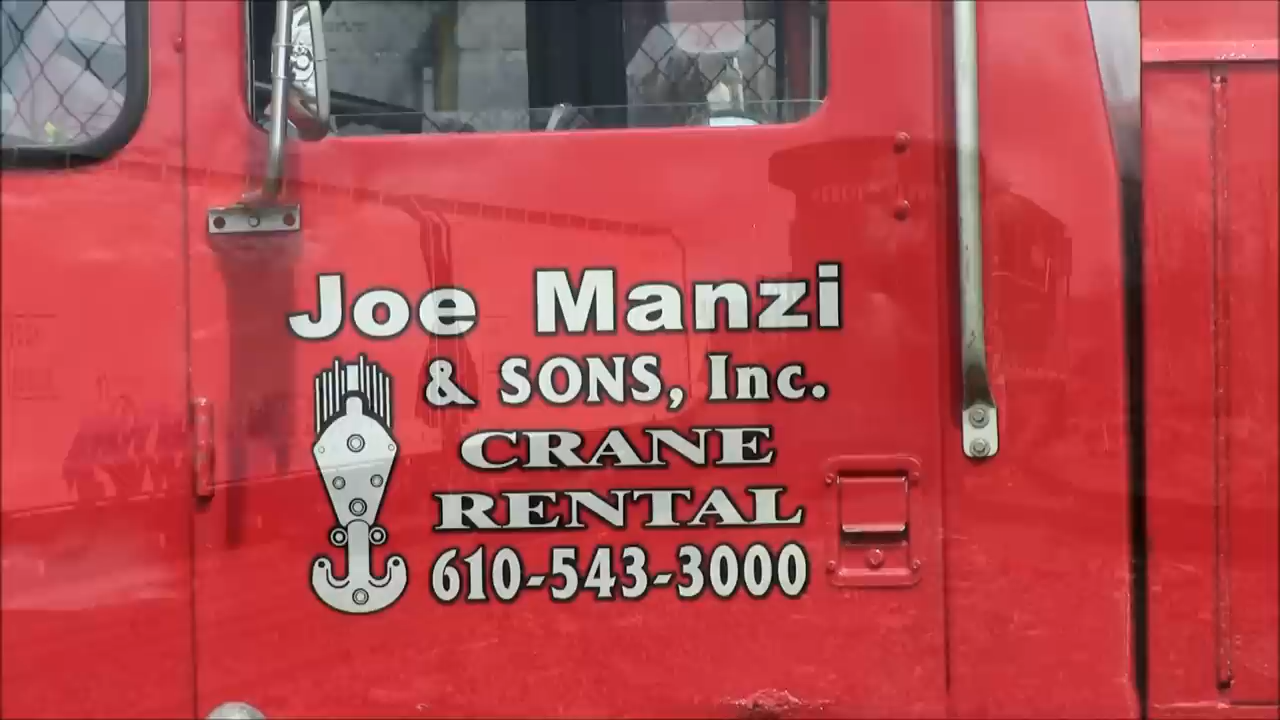 Joe Manzi
& SONS, Inc.
CRANE
RENTAL
610-543-3000